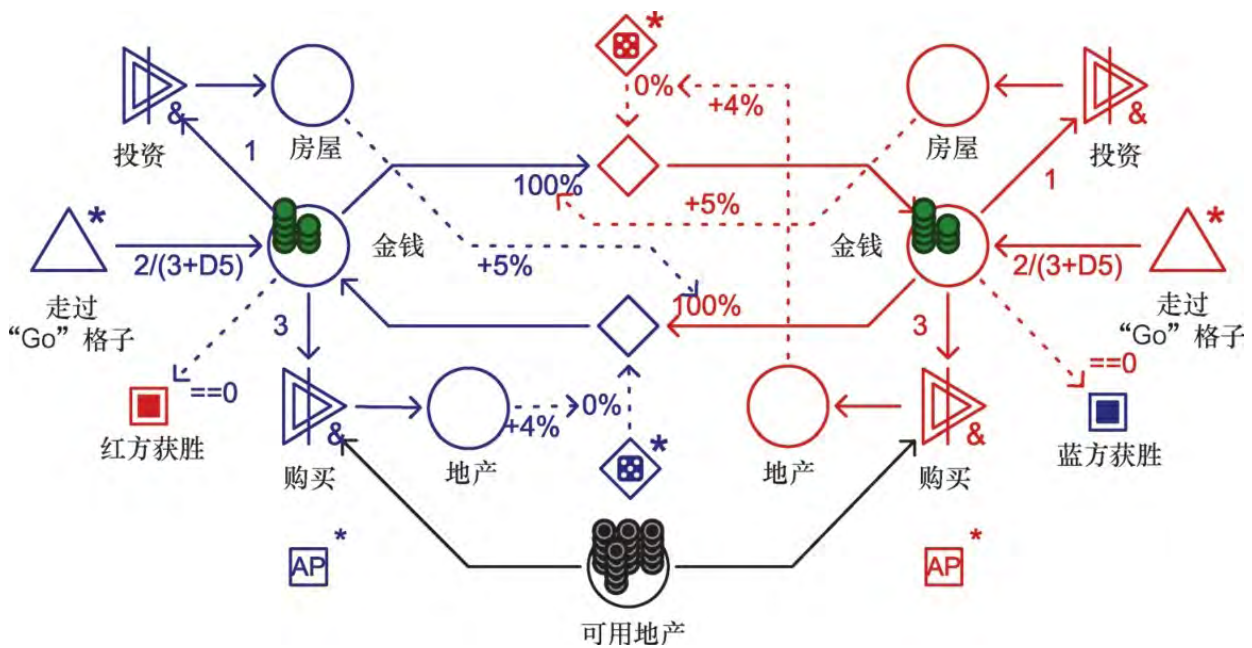 *
0%
+4%
&
投资
房屋
房屋
&
投资
1
100%
+5%
1
*
金钱
金钱
*
2/(3+D5)
+5%
2/(3+D5)
走过
“Go” 格子
100%
走过
“Go” 格子
3
3
==0
==0
红方获胜
&
+4%
0%
*
&
蓝方获胜
购买
地产
地产
购买
AP
*
AP
*
可用地产